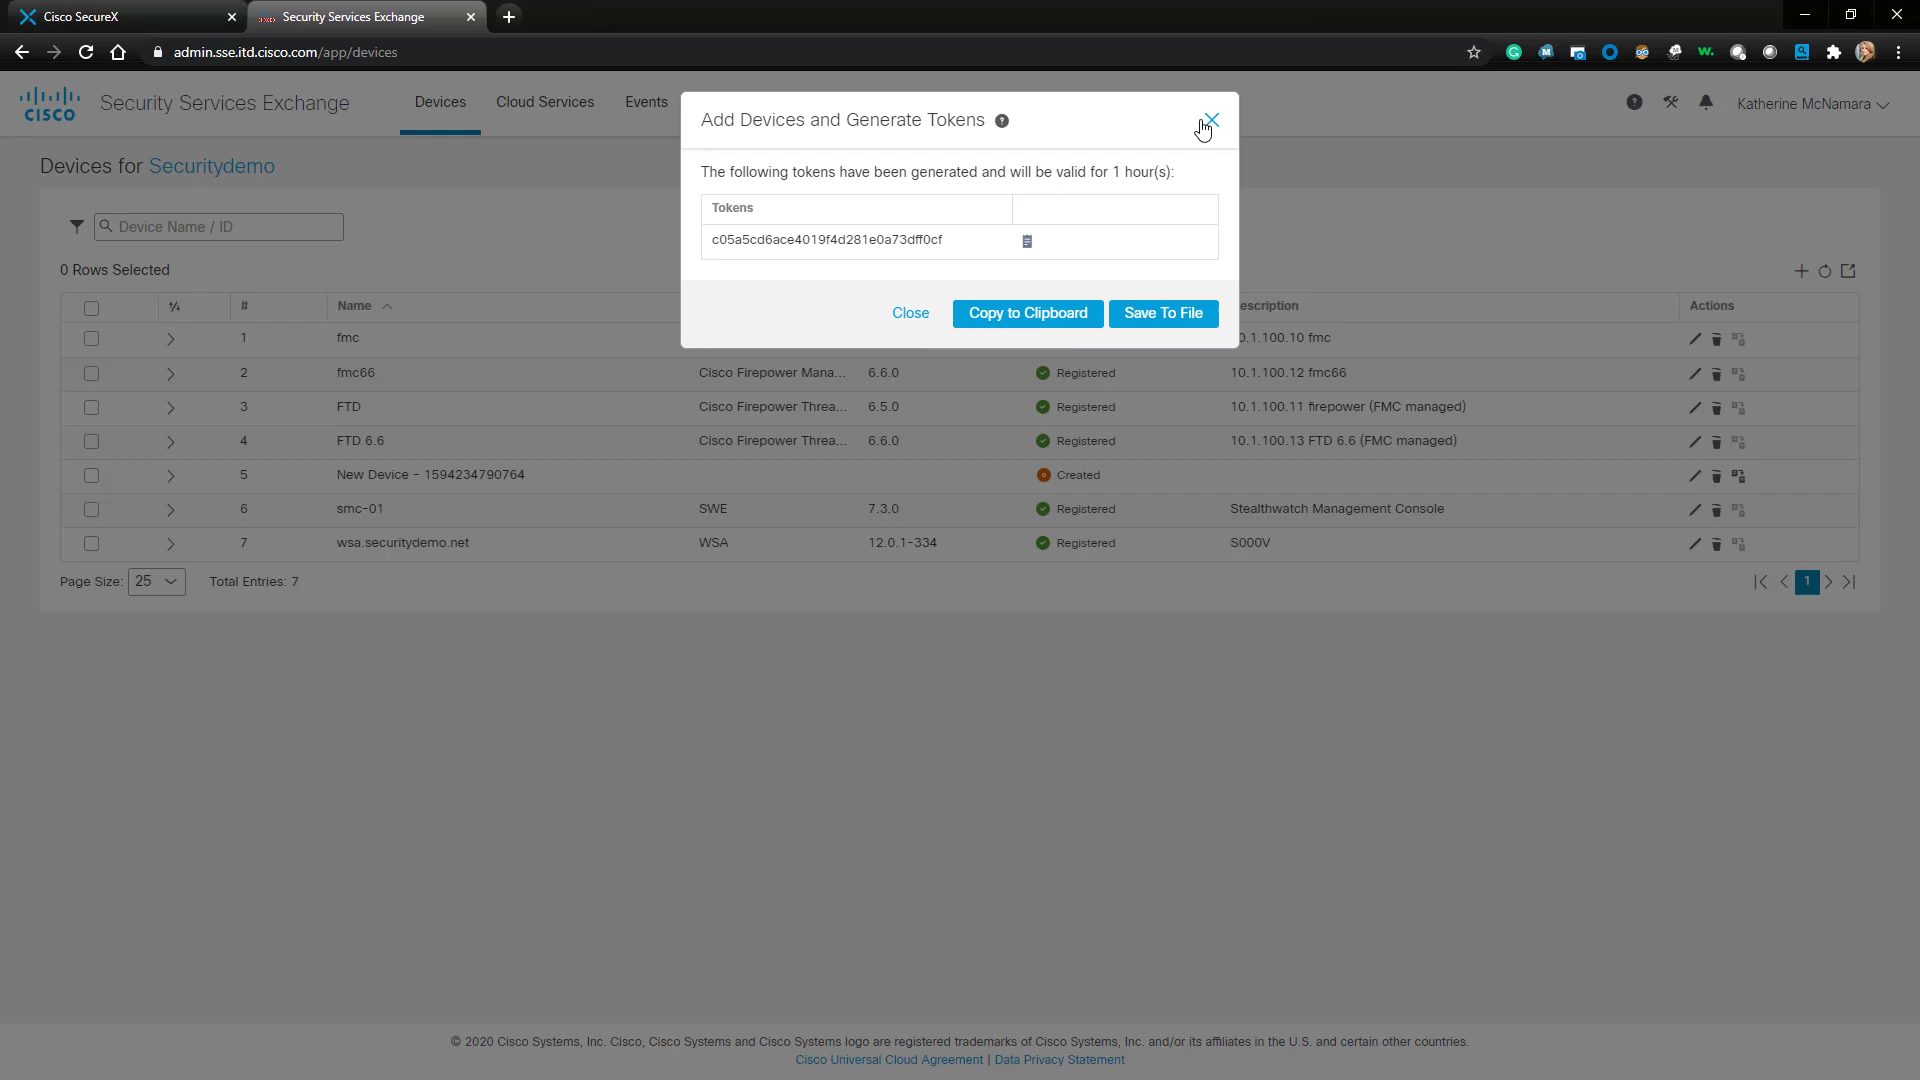 Cisco SecureX
Security Services Exchange
admin.sse.itd.cisco.com/app/devices
CISCO
Security Services Exchange
Devices
Cloud Services
Events
Katherine McNamara
Add Devices and Generate Tokens
The following tokens have been generated and will be valid for 1 hour(s):
Tokens
c05a5cd6ace4019f4d281e0a73dff0cf
Close
Copy to Clipboard
Save To File
Devices for Securitydemo
Device Name / ID
0 Rows Selected
# Name escription Actions
1 fmc 0.1.100.10 fmc
2 fmc66 Cisco Firepower Mana... 6.6.0 Registered 10.1.100.12 fmc66
3 FTD Cisco Firepower Threa... 6.5.0 Registered 10.1.100.11 firepower (FMC managed)
4 FTD 6.6 Cisco Firepower Threa... 6.6.0 Registered 10.1.100.13 FTD 6.6 (FMC managed)
5 New Device - 1594234790764 Created
6 smc-01 SWE 7.3.0 Registered Stealthwatch Management Console
7 wsa.securitydemo.net WSA 12.0.1-334 Registered S000V
Page Size: 25 Total Entries: 7
1
© 2020 Cisco Systems, Inc. Cisco, Cisco Systems and Cisco Systems logo are registered trademarks of Cisco Systems, Inc. and/or its affiliates in the U.S. and certain other countries.
Cisco Universal Cloud Agreement | Data Privacy Statement